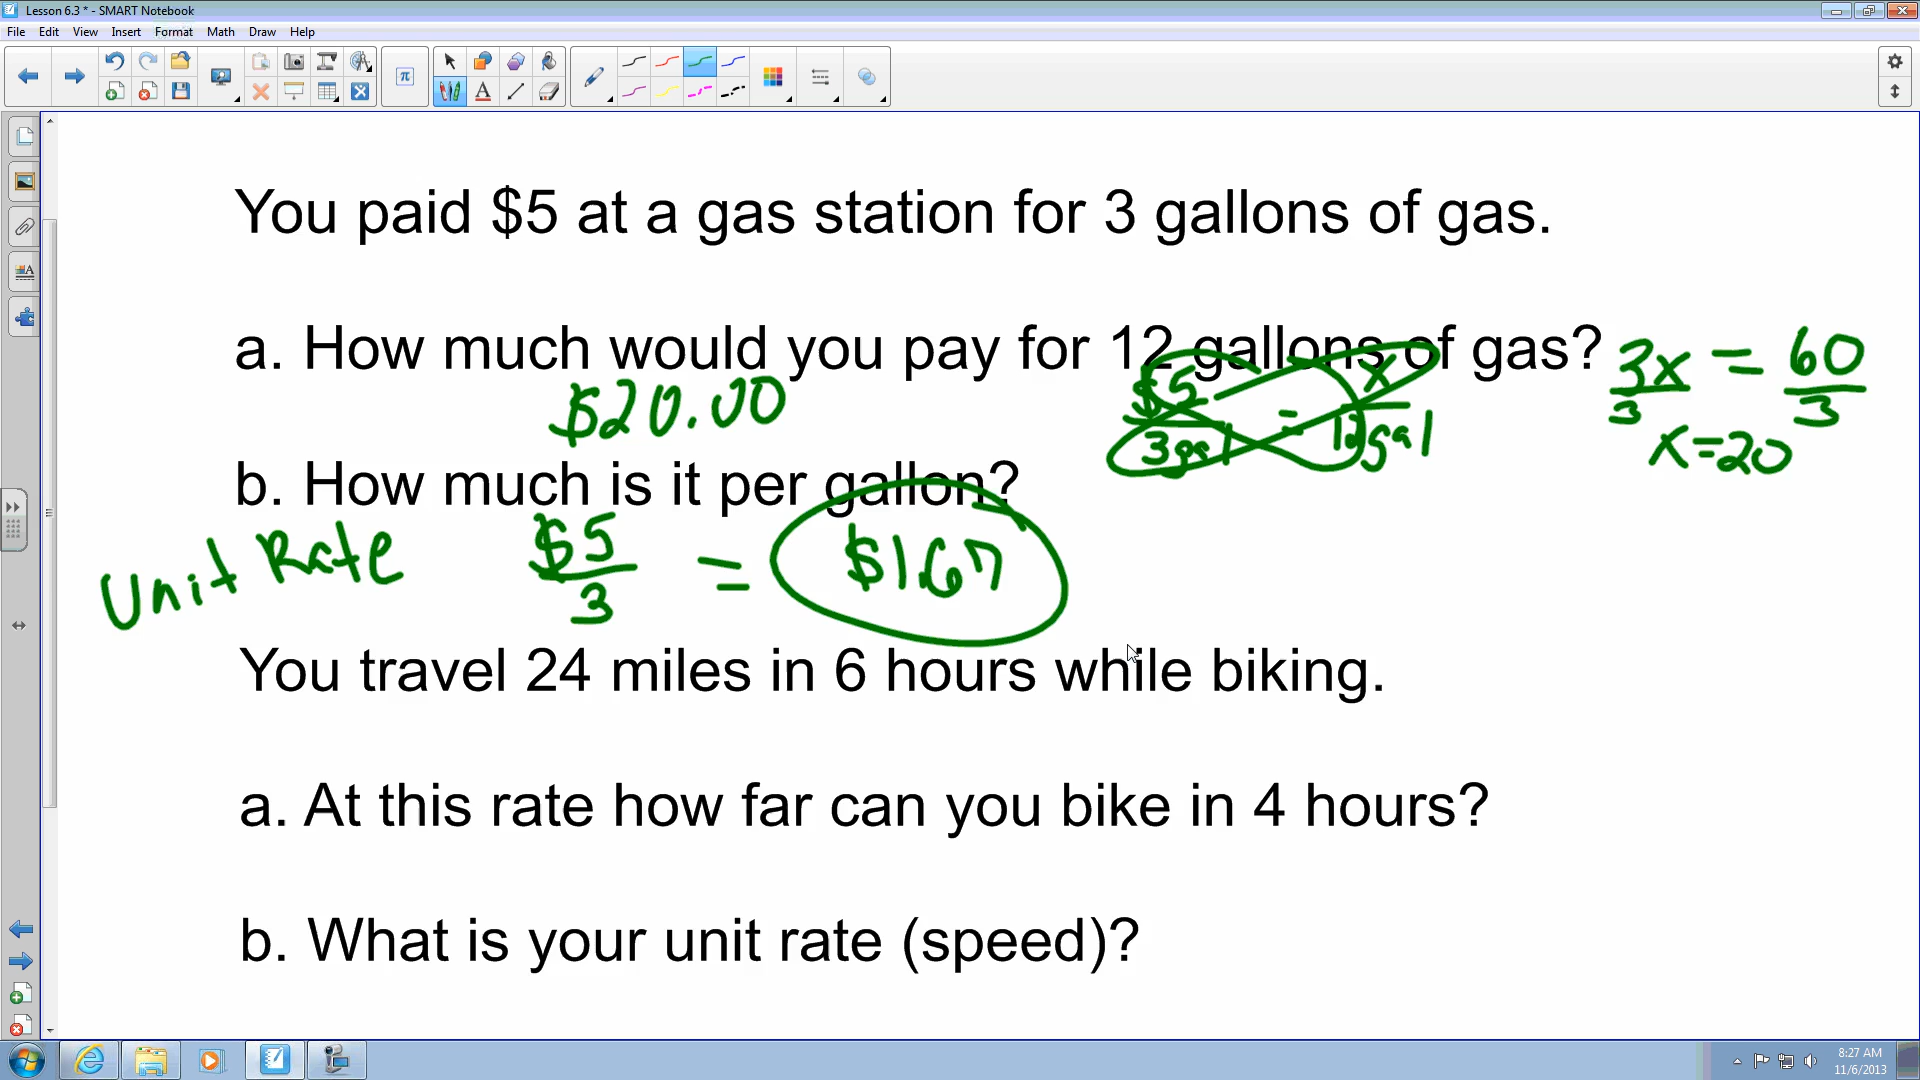 Lesson 6.3 * - SMART Notebook
File Edit View Insert Format Math Draw Help
You paid $5 at a gas station for 3 gallons of gas.
a. How much would you pay for 12 gallons of gas?
$20.00
$5/3gal = x/12gal
3x/3 = 60/3
x=20
b. How much is it per gallon?
Unit Rate $5/3 = $1.67
You travel 24 miles in 6 hours while biking.
a. At this rate how far can you bike in 4 hours?
b. What is your unit rate (speed)?
8:27 AM
11/6/2013